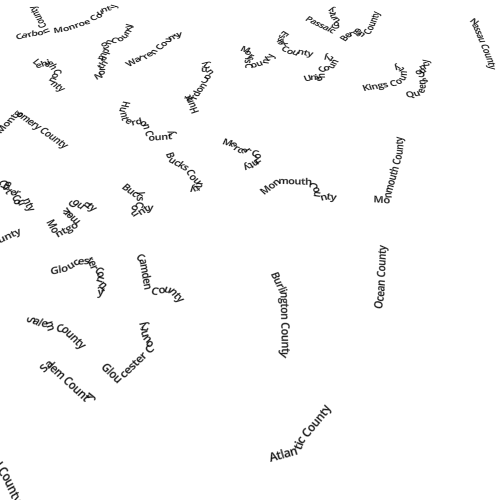 County
Carbon
Monroe County
Northampton County
Warren County
Lehigh County
Morris County
Essex County
Passaic County
Bergen County
Nassau County
Union County
Kings County
Queens County
Hunterdon County
Hunterdon County
Montgomery County
Bucks County
Mercer County
Monmouth County
Monmouth County
Bucks County
Montgomery County
unty
Gloucester County
Camden County
Burlington County
Ocean County
Salem County
Gloucester County
Salem County
Atlantic County
County